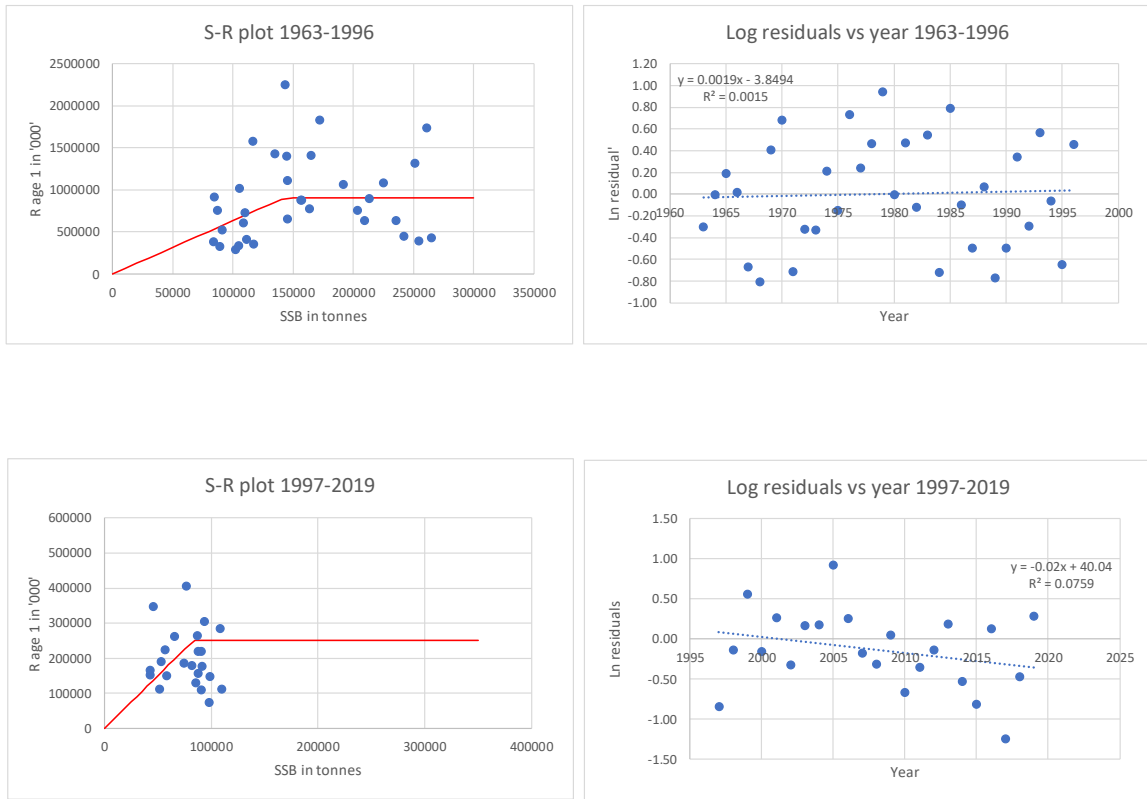 S-R plot 1963-1996
R age 1 in '000'
2500000
2000000
1500000
1000000
500000
0
0 50000 100000 150000 200000 250000 300000 350000
SSB in tonnes
Log residuals vs year 1963-1996
Ln residual'
1.20
1.00
0.80
0.60
0.40
0.20
0.00
-0.20
-0.40
-0.60
-0.80
-1.00
y = 0.0019x - 3.8494
R² = 0.0015
1960 1965 1970 1975 1980 1985 1990 1995 2000
Year
S-R plot 1997-2019
R age 1 in '000'
600000
500000
400000
300000
200000
100000
0
0 100000 200000 300000 400000
SSB in tonnes
Log residuals vs year 1997-2019
Ln residuals
1.50
1.00
0.50
0.00
-0.50
-1.00
-1.50
y = -0.02x + 40.04
R² = 0.0759
1995 2000 2005 2010 2015 2020 2025
Year